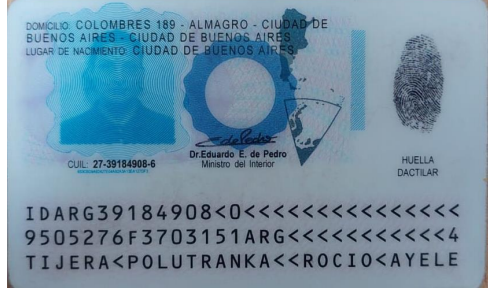 DOMICILIO: COLOMBRES 189 - ALMAGRO - CIUDAD DE
BUENOS AIRES - CIUDAD DE BUENOS AIRES
LUGAR DE NACIMIENTO: CIUDAD DE BUENOS AIRES
CUIL: 27-39184908-6
Dr.Eduardo E. de Pedro
Ministro del Interior
HUELLA
DACTILAR
IDARG39184908<0<<<<<<<<<<<<<<<
9505276F3703151ARG<<<<<<<<<<<4
TIJERA<POLUTRANKA<<ROCIO<AYELE